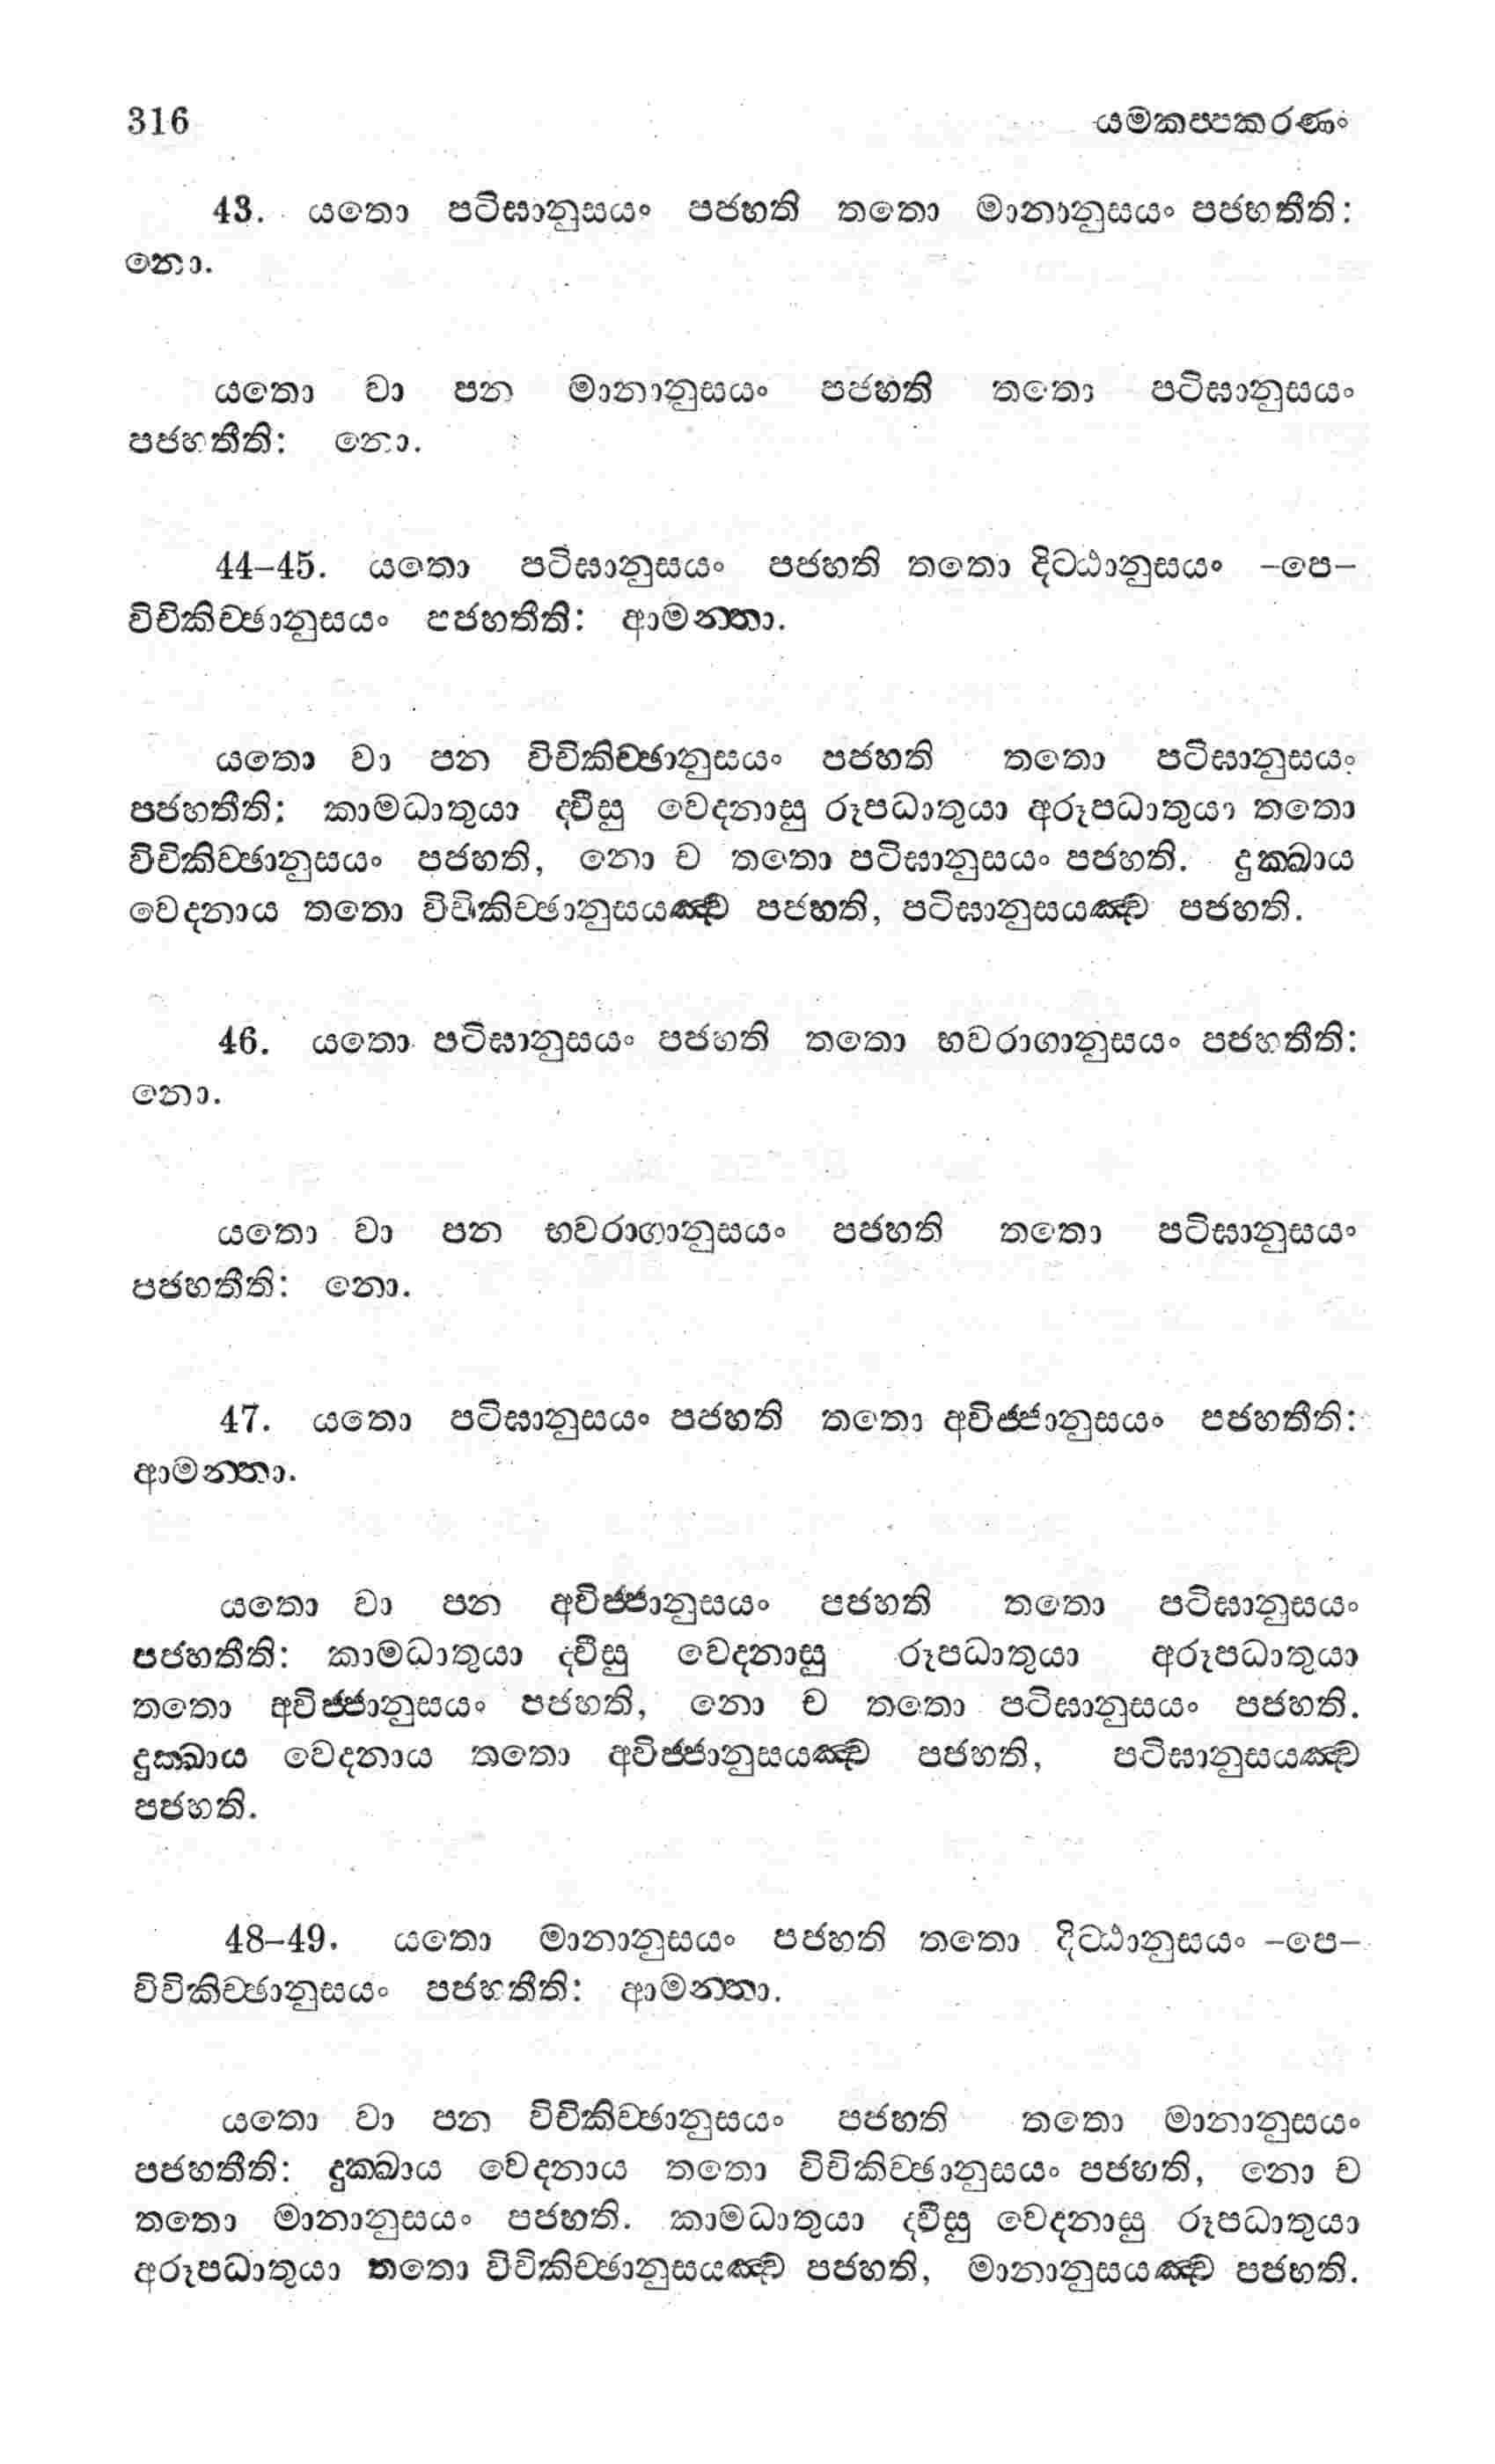 316 යමකප්පකරණං
43. යතො පටිඝානුසයං පජහති තතො මානානුසයං පජහතීති:
නො.
යතො වා පන මානානුසයං පජහති තතො පටිඝානුසයං
පජහතීති: නො.
44–45. යතො පටිඝානුසයං පජහති තතො දිට්ඨානුසයං –පෙ–
විචිකිච්ඡානුසයං පජහතීති: ආමන්තා.
යතො වා පන විචිකිච්ඡානුසයං පජහති තතො පටිඝානුසයං
පජහතීති: කාමධාතුයා ද්වීසු වෙදනාසු රූපධාතුයා අරූපධාතුයා තතො
විචිකිච්ඡානුසයං පජහති, නො ච තතො පටිඝානුසයං පජහති. දුක්ඛාය
වෙදනාය තතො විචිකිච්ඡානුසයඤ්ච පජහති, පටිඝානුසයඤ්ච පජහති.
46. යතො පටිඝානුසයං පජහති තතො භවරාගානුසයං පජහතීති:
නො.
යතො වා පන භවරාගානුසයං පජහති තතො පටිඝානුසයං
පජහතීති: නො.
47. යතො පටිඝානුසයං පජහති තතො අවිජ්ජානුසයං පජහතීති:
ආමන්තා.
යතො වා පන අවිජ්ජානුසයං පජහති තතො පටිඝානුසයං
පජහතීති: කාමධාතුයා ද්වීසු වෙදනාසු රූපධාතුයා අරූපධාතුයා
තතො අවිජ්ජානුසයං පජහති, නො ච තතො පටිඝානුසයං පජහති.
දුක්ඛාය වෙදනාය තතො අවිජ්ජානුසයඤ්ච පජහති, පටිඝානුසයඤ්ච
පජහති.
48–49. යතො මානානුසයං පජහති තතො දිට්ඨානුසයං –පෙ–
විචිකිච්ඡානුසයං පජහතීති: ආමන්තා.
යතො වා පන විචිකිච්ඡානුසයං පජහති තතො මානානුසයං
පජහතීති: දුක්ඛාය වෙදනාය තතො විචිකිච්ඡානුසයං පජහති, නො ච
තතො මානානුසයං පජහති. කාමධාතුයා ද්වීසු වෙදනාසු රූපධාතුයා
අරූපධාතුයා තතො විචිකිච්ඡානුසයඤ්ච පජහති, මානානුසයඤ්ච පජහති.